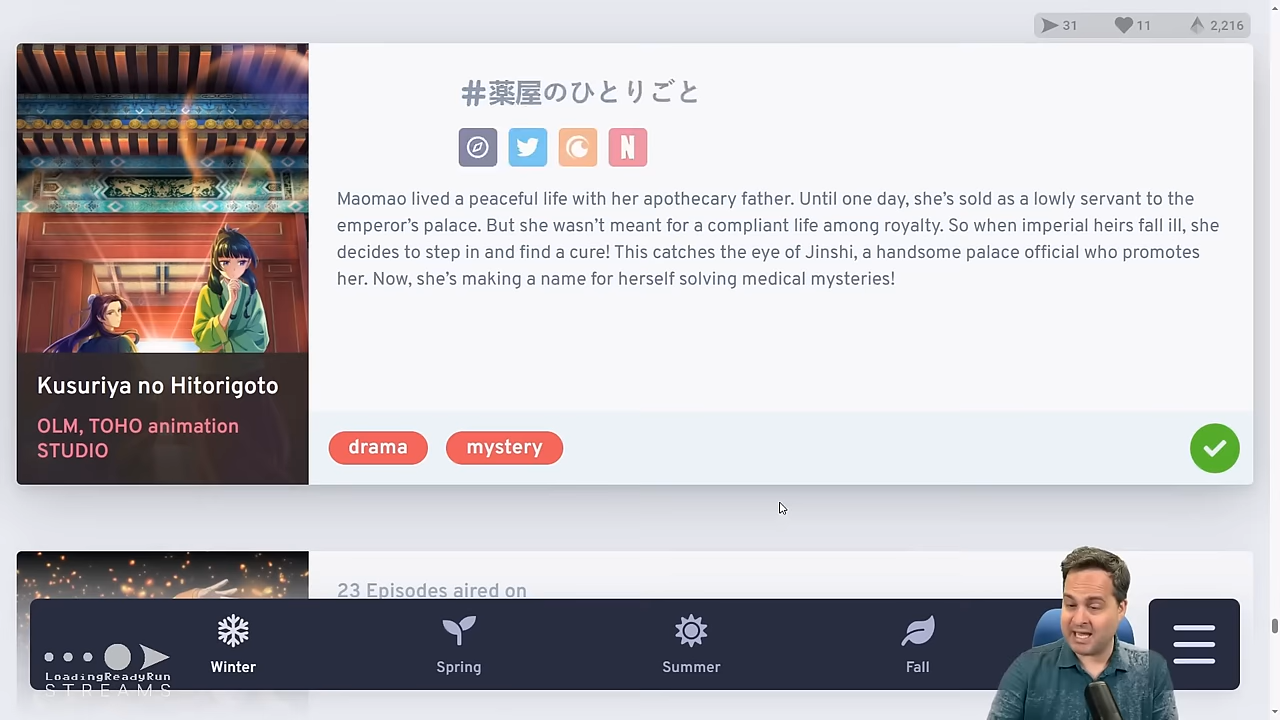 31
11
2,216
#薬屋のひとりごと
N
Maomao lived a peaceful life with her apothecary father. Until one day, she's sold as a lowly servant to the
emperor's palace. But she wasn't meant for a compliant life among royalty. So when imperial heirs fall ill, she
decides to step in and find a cure! This catches the eye of Jinshi, a handsome palace official who promotes
her. Now, she's making a name for herself solving medical mysteries!
Kusuriya no Hitorigoto
OLM, TOHO animation
STUDIO
drama
mystery
23 Episodes aired on
Winter
Spring
Summer
Fall
LoadingReadyRun
STREAMS